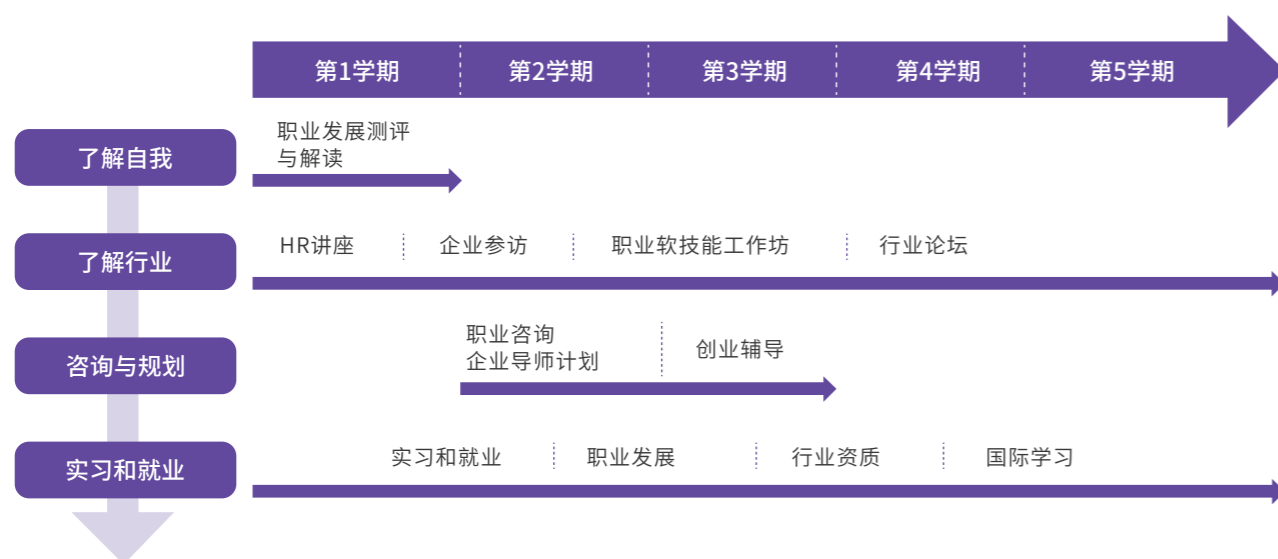 第1学期
第2学期
第3学期
第4学期
第5学期
了解自我
职业发展测评
与解读
了解行业
HR讲座
企业参访
职业软技能工作坊
行业论坛
咨询与规划
职业咨询
企业导师计划
创业辅导
实习和就业
实习和就业
职业发展
行业资质
国际学习